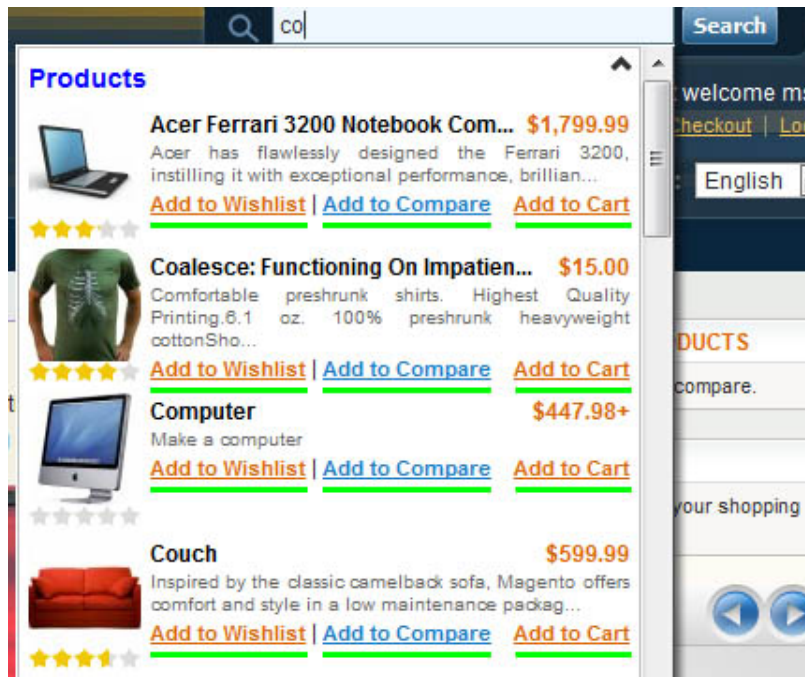 co
Search
Products
welcome ms
Checkout | Lo
English
Acer Ferrari 3200 Notebook Com... $1,799.99
Acer has flawlessly designed the Ferrari 3200,
instilling it with exceptional performance, brillian...
Add to Wishlist | Add to Compare Add to Cart
Coalesce: Functioning On Impatien... $15.00
Comfortable preshrunk shirts. Highest Quality
Printing.6.1 oz. 100% preshrunk heavyweight
cottonSho...
Add to Wishlist | Add to Compare Add to Cart
DUCTS
compare.
Computer $447.98+
Make a computer
Add to Wishlist | Add to Compare Add to Cart
your shopping
Couch $599.99
Inspired by the classic camelback sofa, Magento offers
comfort and style in a low maintenance packag...
Add to Wishlist | Add to Compare Add to Cart